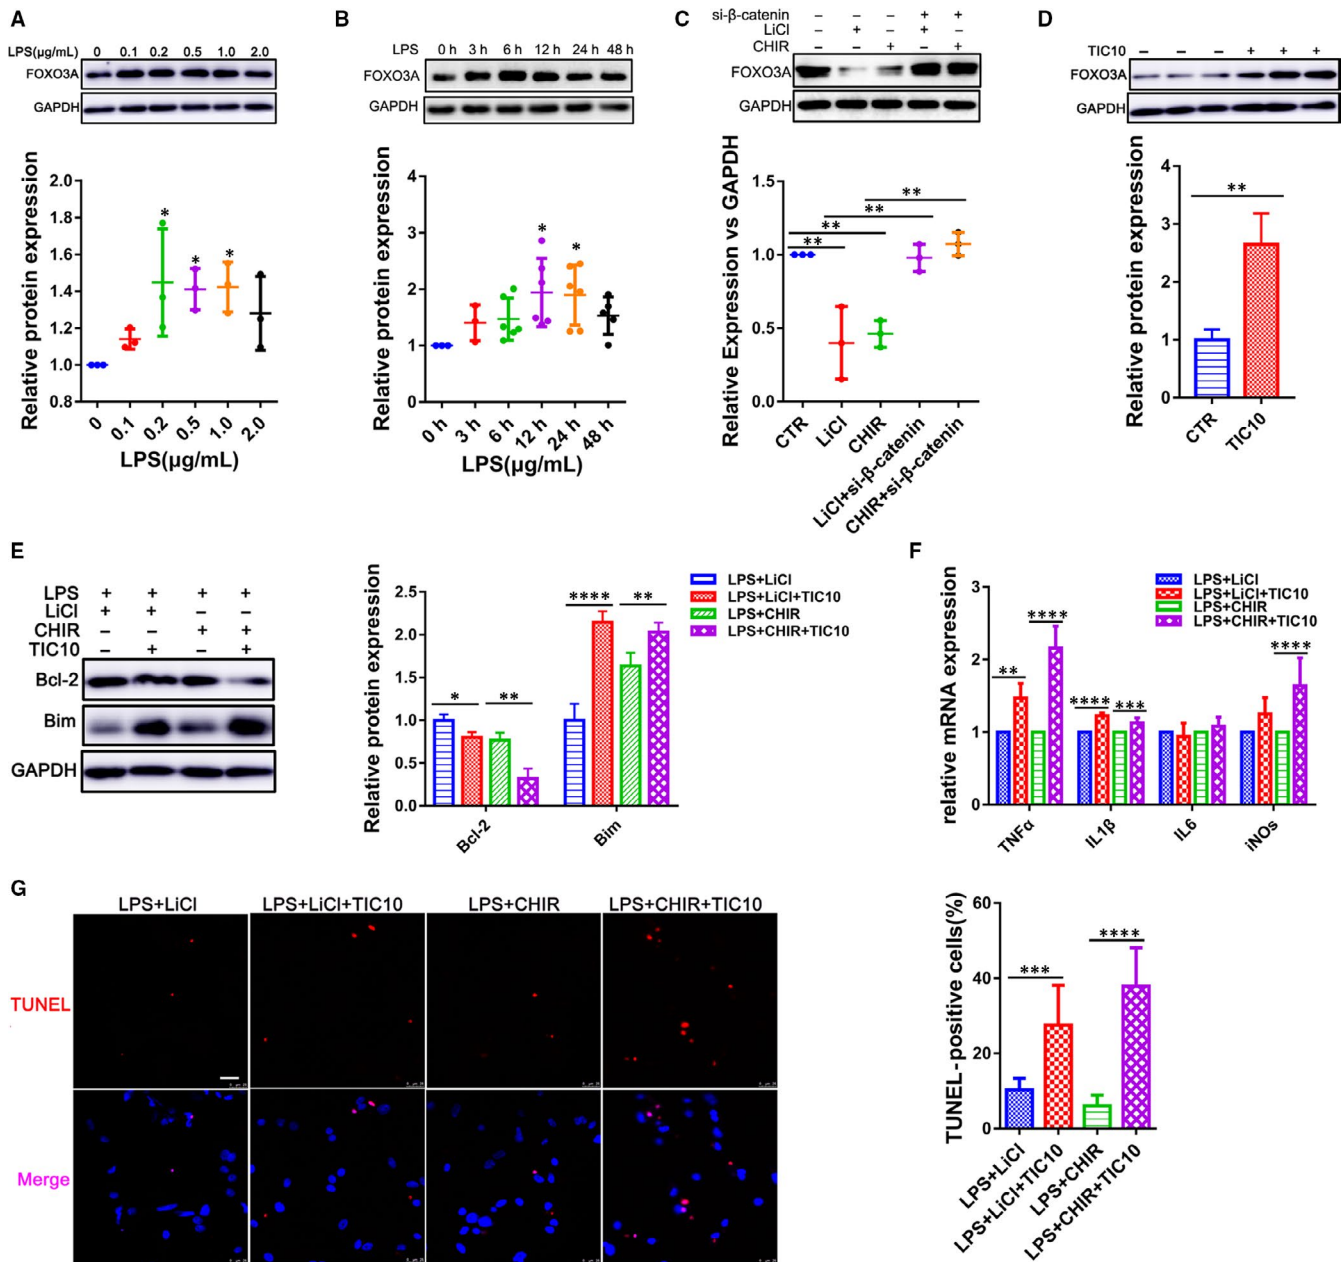 A
LPS(µg/mL) 0 0.1 0.2 0.5 1.0 2.0
FOXO3A
GAPDH
Relative protein expression
2.0
1.8
1.6
1.4
1.2
1.0
0.8
* * *
0 0.1 0.2 0.5 1.0 2.0
LPS(µg/mL)
B
LPS 0 h 3 h 6 h 12 h 24 h 48 h
FOXO3A
GAPDH
Relative protein expression
4
3
2
1
0
* *
0 h 3 h 6 h 12 h 24 h 48 h
LPS(µg/mL)
C
si-β-catenin – – – + +
LiCl – + – + –
CHIR – – + – +
FOXO3A
GAPDH
Relative Expression vs GAPDH
1.5
1.0
0.5
0.0
**
**
**
**
CTR LiCl CHIR LiCl+si-β-catenin CHIR+si-β-catenin
D
TIC10 – – – + + +
FOXO3A
GAPDH
Relative protein expression
4
3
2
1
0
**
CTR TIC10
E
LPS + + + +
LiCl + + – –
CHIR – – + +
TIC10 – + – +
Bcl-2
Bim
GAPDH
Relative protein expression
2.5
2.0
1.5
1.0
0.5
0.0
* ** **** **
Bcl-2 Bim
LPS+LiCl
LPS+LiCl+TIC10
LPS+CHIR
LPS+CHIR+TIC10
F
relative mRNA expression
3
2
1
0
** **** **** *** ****
TNFα IL1β IL6 iNOs
LPS+LiCl
LPS+LiCl+TIC10
LPS+CHIR
LPS+CHIR+TIC10
G
LPS+LiCl LPS+LiCl+TIC10 LPS+CHIR LPS+CHIR+TIC10
TUNEL
Merge
TUNEL-positive cells(%)
60
40
20
0
*** ****
LPS+LiCl LPS+LiCl+TIC10 LPS+CHIR LPS+CHIR+TIC10